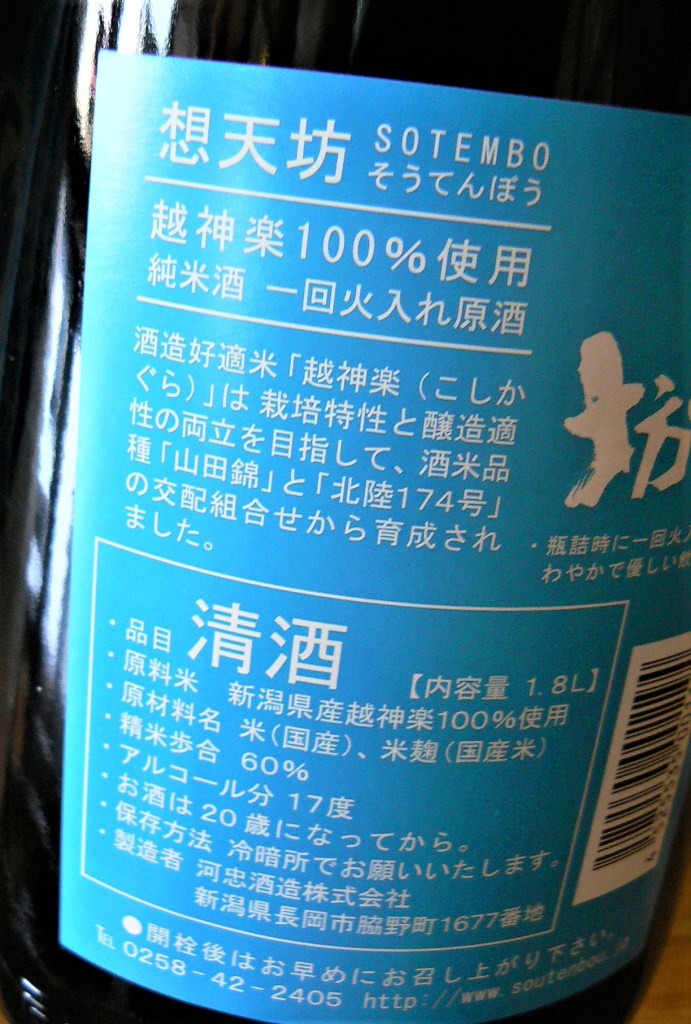 想天坊 SOTEMBO
そうてんぼう
越神楽100%使用
純米酒 一回火入れ原酒
酒造好適米「越神楽（こしか
ぐら）」は栽培特性と醸造適
性の両立を目指して、酒米品
種「山田錦」と「北陸174号」
の交配組合せから育成され
ました。
坊
・瓶詰時に一回火入
わやかで優しい飲
・品目 清酒 【内容量 1.8L】
・原料米 新潟県産越神楽100%使用
・原材料名 米(国産)、米麹(国産米)
・精米歩合 60%
・アルコール分 17度
・お酒は20歳になってから。
・保存方法 冷暗所でお願いいたします。
・製造者 河忠酒造株式会社
新潟県長岡市脇野町1677番地
●開栓後はお早めにお召し上がり下さい。
℡ 0258-42-2405 http://www.soutenbou.jp